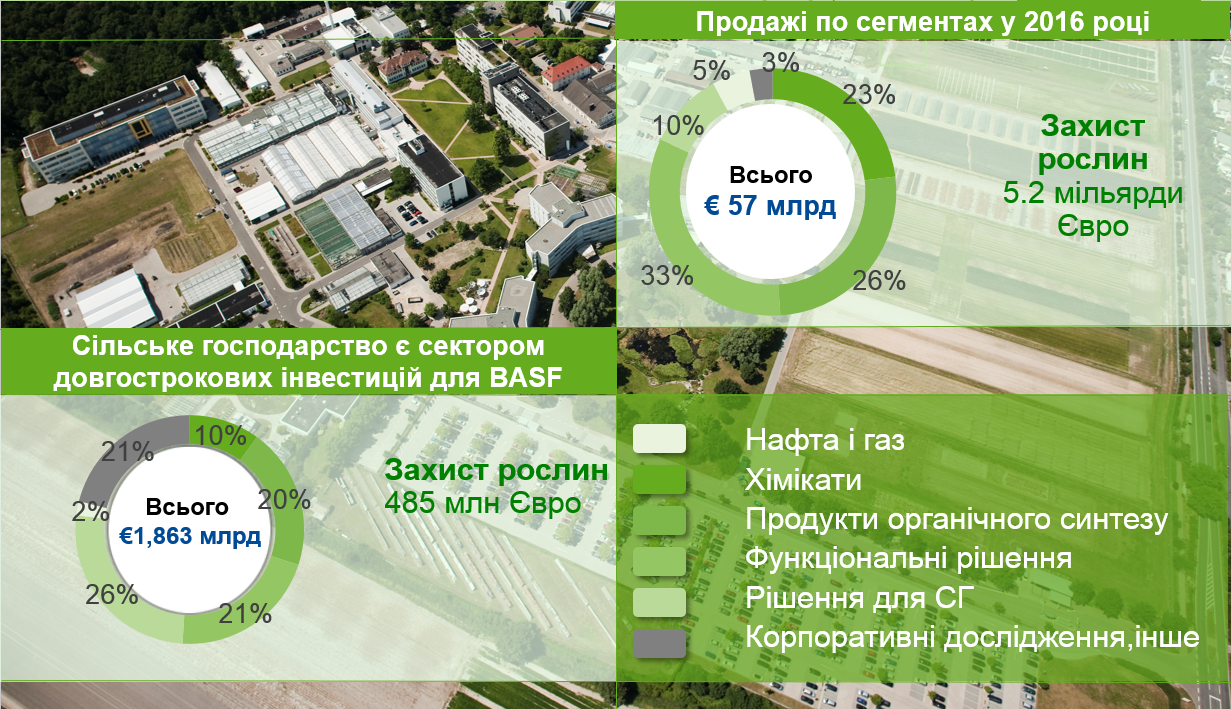 Продажі по сегментах у 2016 році
3%
5%
23%
10%
Всього
€ 57 млрд
33%
26%
Захист
рослин
5.2 мільярди
Євро
Сільське господарство є сектором
довгострокових інвестицій для BASF
10%
21%
20%
2%
Всього
€1,863 млрд
26%
21%
Захист рослин
485 млн Євро
Нафта і газ
Хімікати
Продукти органічного синтезу
Функціональні рішення
Рішення для СГ
Корпоративні дослідження,інше